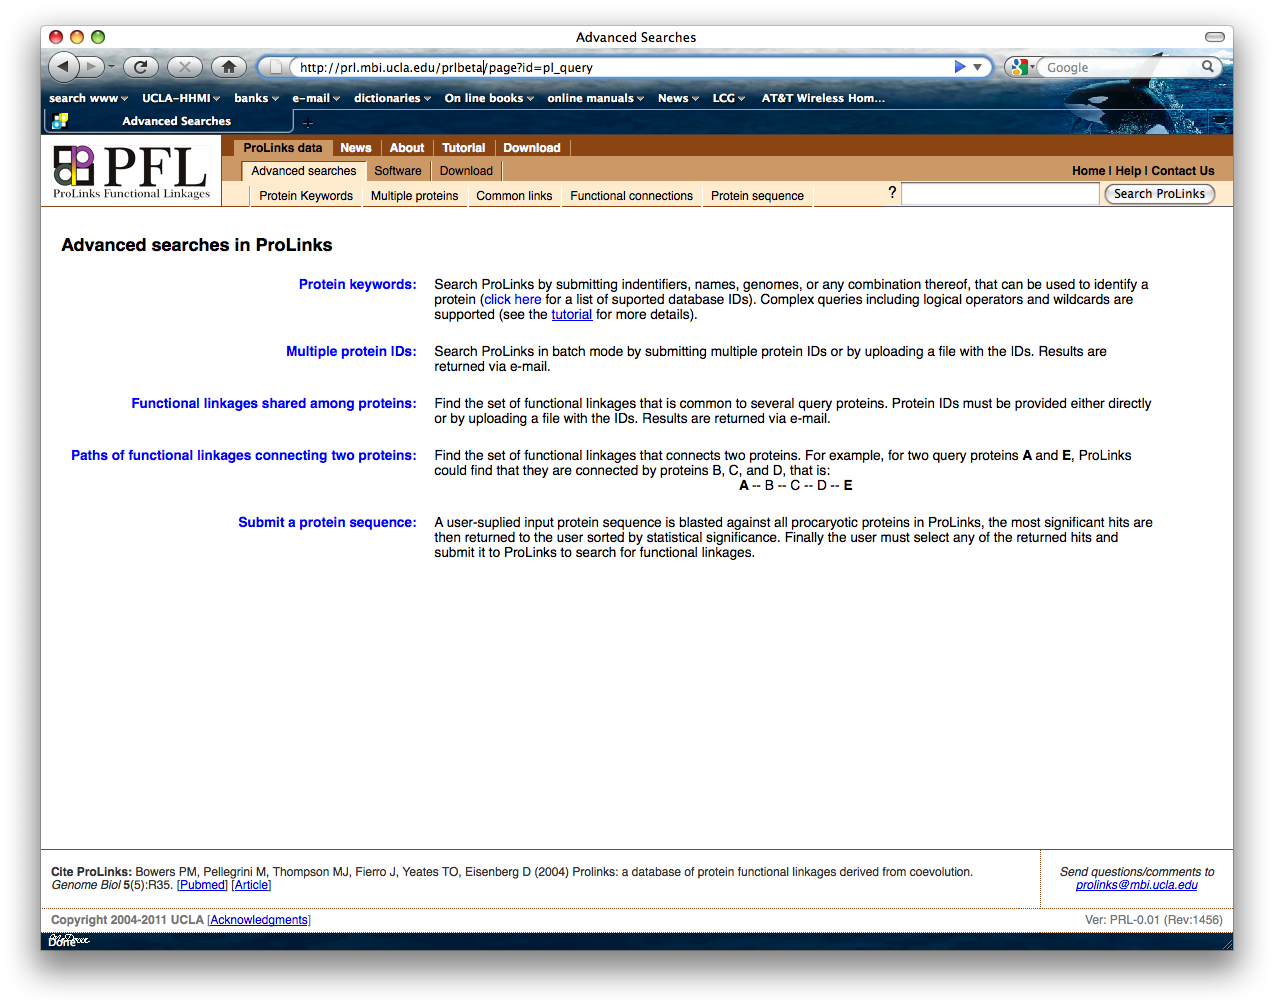 Advanced Searches
http://prl.mbi.ucla.edu/prlbeta/page?id=pl_query
Google
search www UCLA-HHMI banks e-mail dictionaries On line books online manuals News LCG AT&T Wireless Hom...
Advanced Searches
PFL
ProLinks Functional Linkages
ProLinks data News About Tutorial Download
Advanced searches Software Download
Home | Help | Contact Us
Protein Keywords Multiple proteins Common links Functional connections Protein sequence
? Search ProLinks
Advanced searches in ProLinks
Protein keywords: Search ProLinks by submitting indentifiers, names, genomes, or any combination thereof, that can be used to identify a
protein (click here for a list of suported database IDs). Complex queries including logical operators and wildcards are
supported (see the tutorial for more details).
Multiple protein IDs: Search ProLinks in batch mode by submitting multiple protein IDs or by uploading a file with the IDs. Results are
returned via e-mail.
Functional linkages shared among proteins: Find the set of functional linkages that is common to several query proteins. Protein IDs must be provided either directly
or by uploading a file with the IDs. Results are returned via e-mail.
Paths of functional linkages connecting two proteins: Find the set of functional linkages that connects two proteins. For example, for two query proteins A and E, ProLinks
could find that they are connected by proteins B, C, and D, that is:
A -- B -- C -- D -- E
Submit a protein sequence: A user-suplied input protein sequence is blasted against all procaryotic proteins in ProLinks, the most significant hits are
then returned to the user sorted by statistical significance. Finally the user must select any of the returned hits and
submit it to ProLinks to search for functional linkages.
Cite ProLinks: Bowers PM, Pellegrini M, Thompson MJ, Fierro J, Yeates TO, Eisenberg D (2004) Prolinks: a database of protein functional linkages derived from coevolution.
Genome Biol 5(5):R35. [Pubmed] [Article]
Send questions/comments to
prolinks@mbi.ucla.edu
Copyright 2004-2011 UCLA [Acknowledgments]
Ver: PRL-0.01 (Rev:1456)
Done